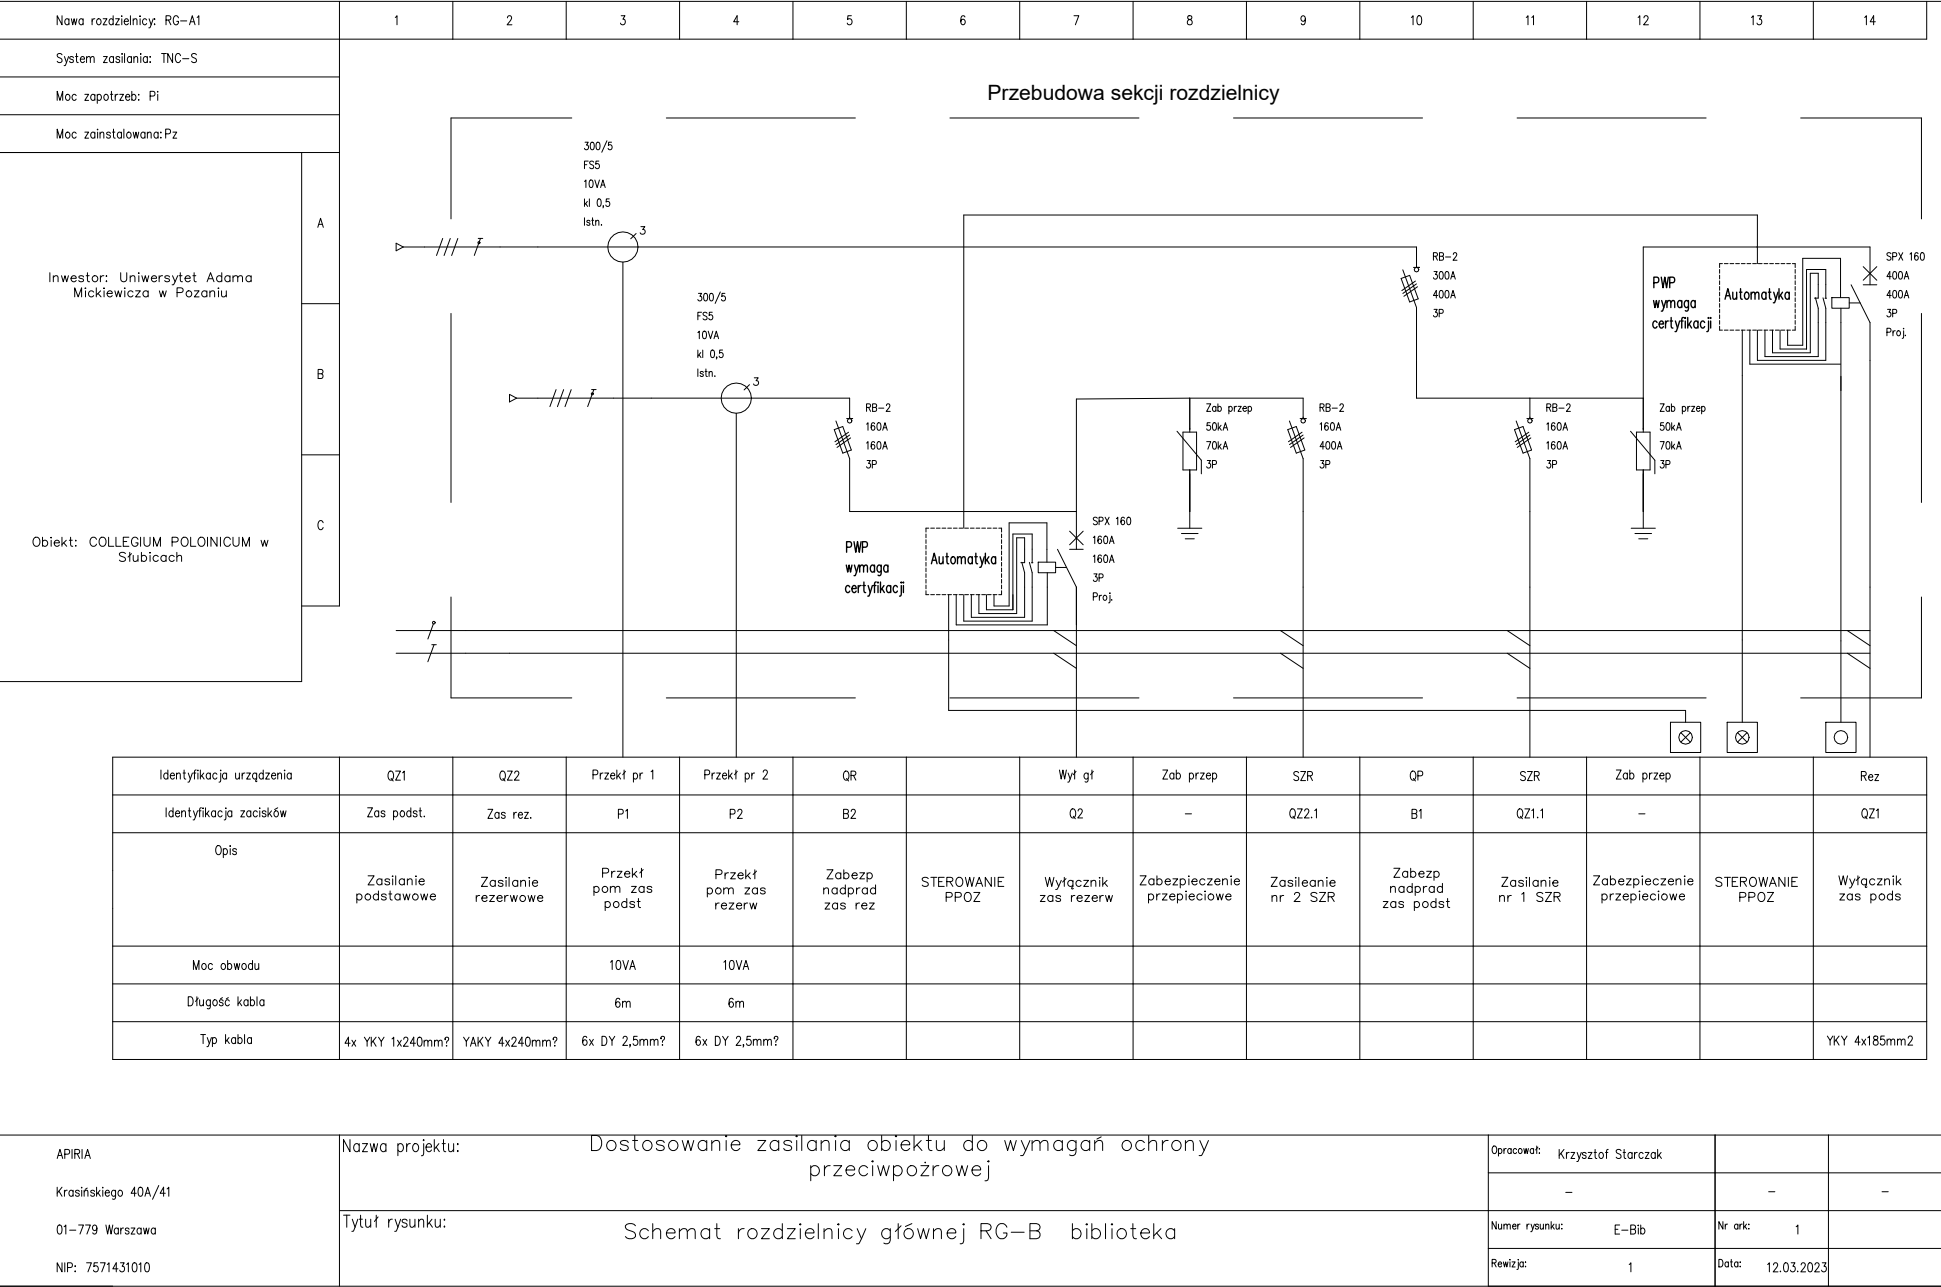 Nawa rozdzielnicy: RG-A1
1 2 3 4 5 6 7 8 9 10 11 12 13 14
System zasilania: TNC-S
Moc zapotrzeb: Pi
Moc zainstalowana:Pz
Przebudowa sekcji rozdzielnicy
A
B
C
Inwestor: Uniwersytet Adama
Mickiewicza w Pozaniu
Obiekt: COLLEGIUM POLOINICUM w
Słubicach
300/5
FS5
10VA
kl 0,5
Istn.
3
300/5
FS5
10VA
kl 0,5
Istn.
3
RB-2
160A
160A
3P
PWP
wymaga
certyfikacji
Automatyka
SPX 160
160A
160A
3P
Proj.
Zab przep
50kA
70kA
3P
RB-2
160A
400A
3P
RB-2
300A
400A
3P
RB-2
160A
160A
3P
Zab przep
50kA
70kA
3P
PWP
wymaga
certyfikacji
Automatyka
SPX 160
400A
400A
3P
Proj.
Identyfikacja urządzenia QZ1 QZ2 Przekł pr 1 Przekł pr 2 QR Wył gł Zab przep SZR QP SZR Zab przep Rez
Identyfikacja zacisków Zas podst. Zas rez. P1 P2 B2 Q2 - QZ2.1 B1 QZ1.1 - QZ1
Opis
Zasilanie
podstawowe
Zasilanie
rezerwowe
Przekł
pom zas
podst
Przekł
pom zas
rezerw
Zabezp
nadprad
zas rez
STEROWANIE
PPOZ
Wyłącznik
zas rezerw
Zabezpieczenie
przepieciowe
Zasileanie
nr 2 SZR
Zabezp
nadprad
zas podst
Zasilanie
nr 1 SZR
Zabezpieczenie
przepieciowe
STEROWANIE
PPOZ
Wyłącznik
zas pods
Moc obwodu 10VA 10VA
Długość kabla 6m 6m
Typ kabla 4x YKY 1x240mm? YAKY 4x240mm? 6x DY 2,5mm? 6x DY 2,5mm? YKY 4x185mm2
APIRIA
Krasińskiego 40A/41
01-779 Warszawa
NIP: 7571431010
Nazwa projektu:
Dostosowanie zasilania obiektu do wymagań ochrony
przeciwpożrowej
Tytuł rysunku:
Schemat rozdzielnicy głównej RG-B biblioteka
Opracował: Krzysztof Starczak
- - -
Numer rysunku: E-Bib Nr ark: 1
Rewizja: 1 Data: 12.03.2023